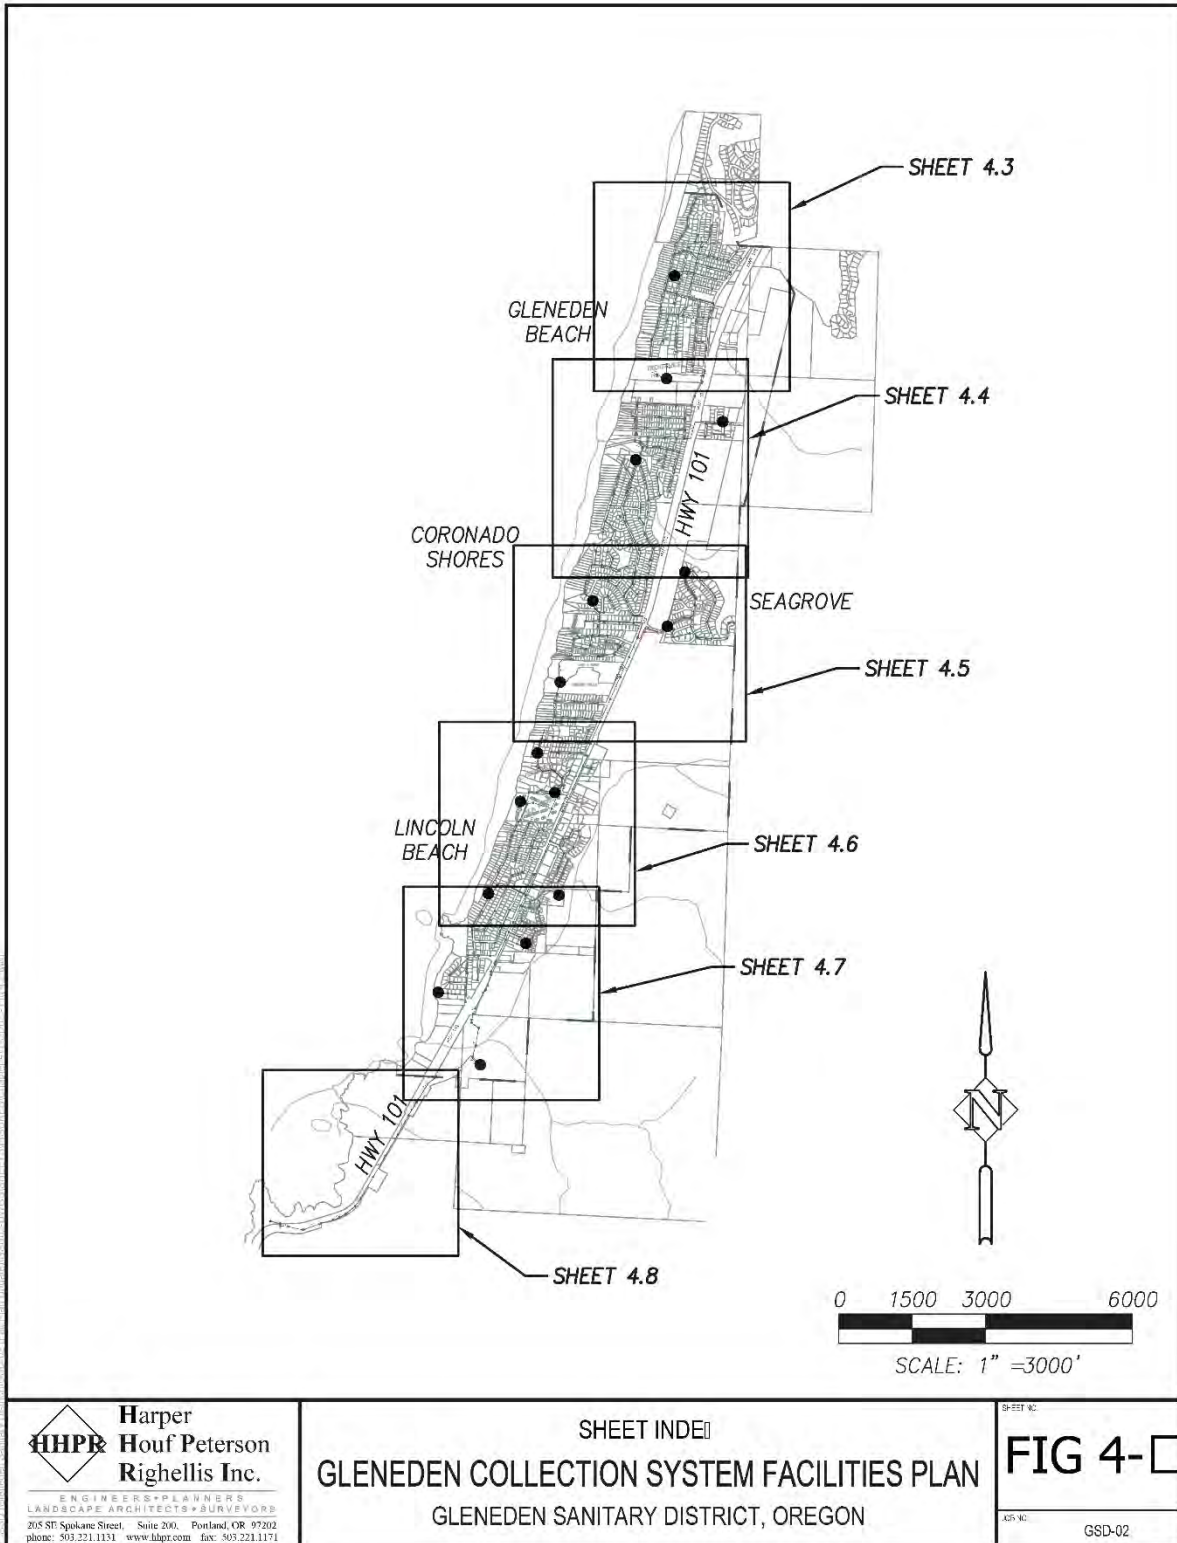 SHEET 4.3
GLENEDEN
BEACH
SHEET 4.4
HWY 101
CORONADO
SHORES
SEAGROVE
SHEET 4.5
LINCOLN
BEACH
SHEET 4.6
SHEET 4.7
HWY 101
SHEET 4.8
N
0 1500 3000 6000
SCALE: 1" =3000'
HHPR
Harper
Houf Peterson
Righellis Inc.
ENGINEERS•PLANNERS
LANDSCAPE ARCHITECTS•SURVEYORS
205 SE Spokane Street, Suite 200, Portland, OR 97202
phone: 503.221.1131 www.hhpr.com fax: 503.221.1171
SHEET INDE▯
GLENEDEN COLLECTION SYSTEM FACILITIES PLAN
GLENEDEN SANITARY DISTRICT, OREGON
SHEET NO.
FIG 4-□
JOB NO.
GSD-02